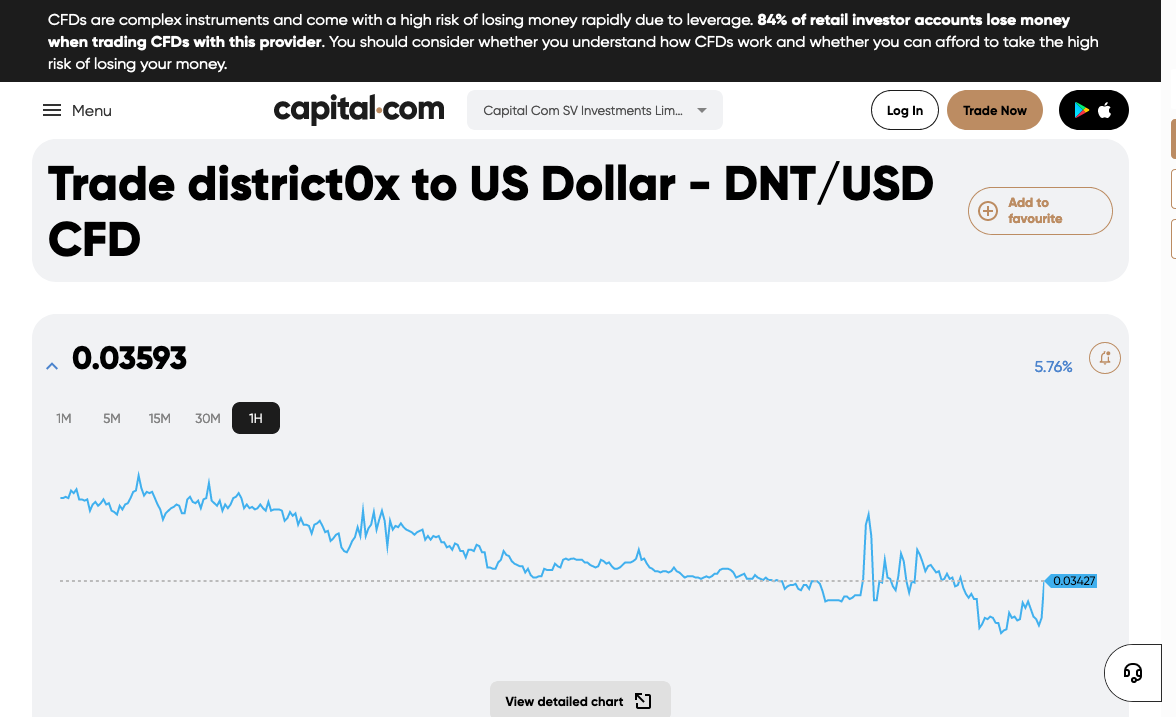 CFDs are complex instruments and come with a high risk of losing money rapidly due to leverage. 84% of retail investor accounts lose money
when trading CFDs with this provider. You should consider whether you understand how CFDs work and whether you can afford to take the high
risk of losing your money.
Menu
capital.com
Capital Com SV Investments Lim...
Log In
Trade Now
Trade district0x to US Dollar - DNT/USD
CFD
Add to
favourite
0.03593
5.76%
1M 5M 15M 30M 1H
0.03427
View detailed chart